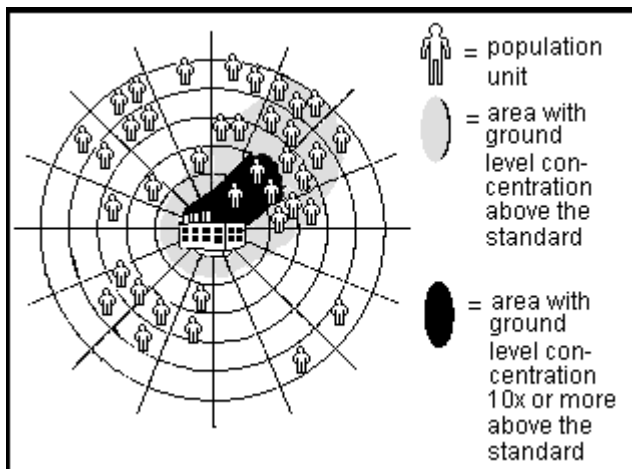 = population
unit
= area with
ground
level con-
centration
above the
standard
= area with
ground
level con-
centration
10x or more
above the
standard